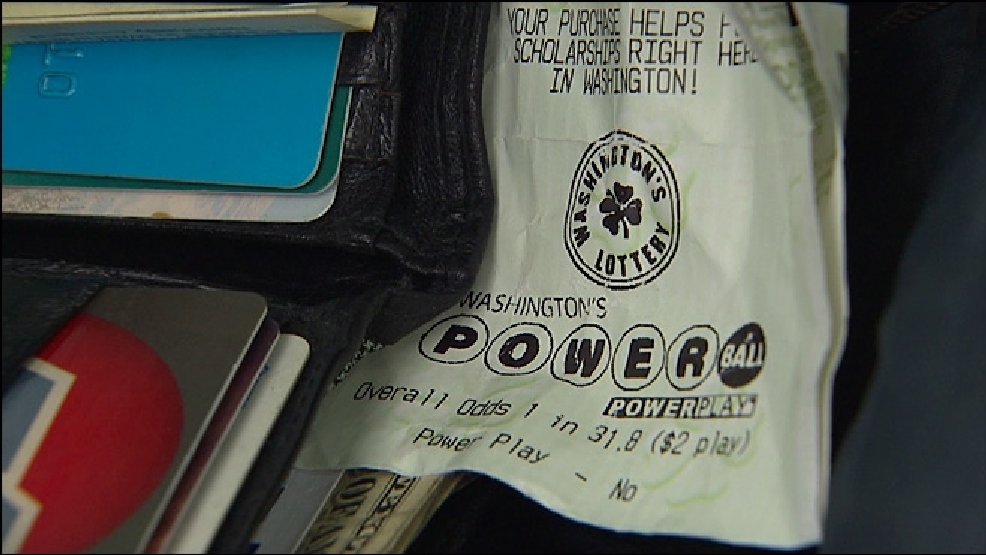 YOUR PURCHASE HELPS F
SCHOLARSHIPS RIGHT HER
IN WASHINGTON!
WASHINGTON'S
LOTTERY
WASHINGTON'S
POWER
BALL
POWERPLAY
Overall Odds 1 in 31.8 ($2 play)
Power Play - No